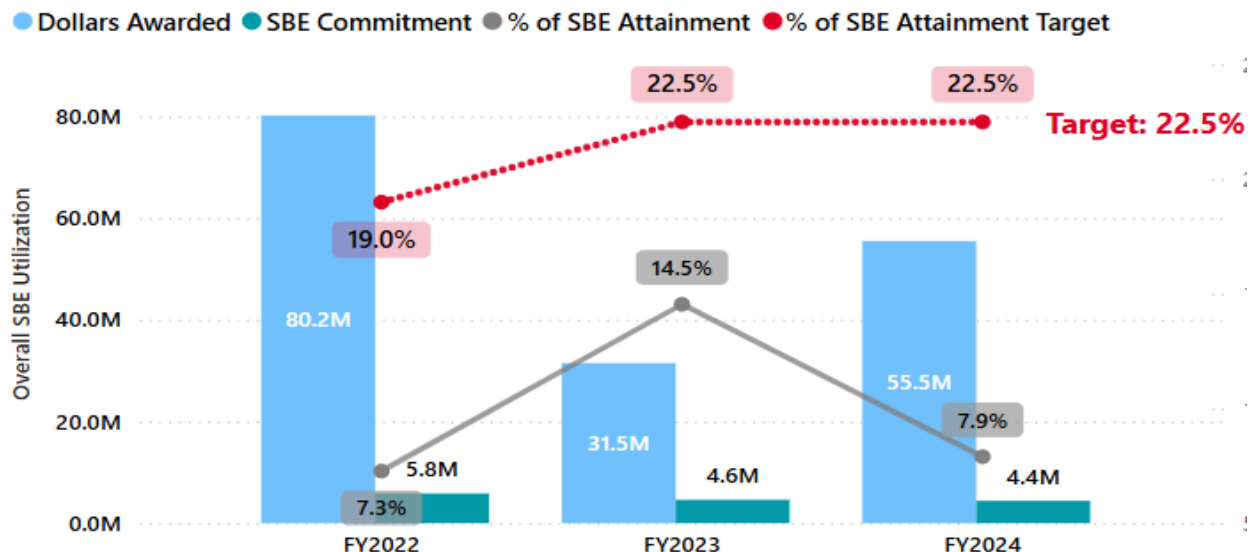 Dollars Awarded SBE Commitment % of SBE Attainment % of SBE Attainment Target
22.5% 22.5%
80.0M
Target: 22.5%
60.0M
19.0%
14.5%
Overall SBE Utilization
40.0M
80.2M
55.5M
20.0M
7.9%
31.5M
5.8M 4.6M 4.4M
7.3%
0.0M
FY2022 FY2023 FY2024